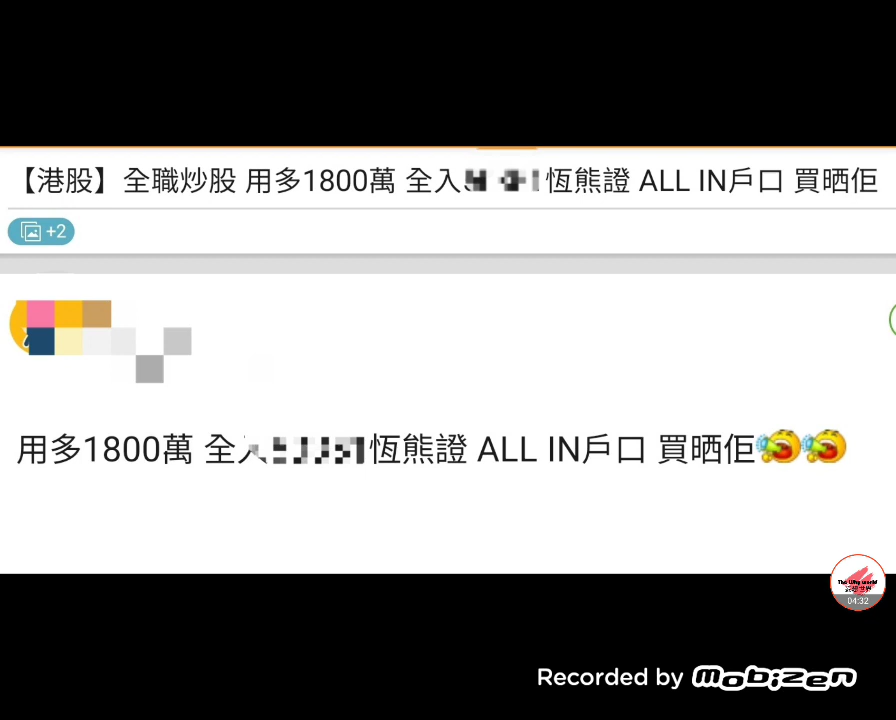 【港股】全職炒股 用多1800萬 全入 恆熊證 ALL IN戶口 買晒佢
+2
用多1800萬 全入 恆熊證 ALL IN戶口 買晒佢
04:32
Recorded by Mobizen